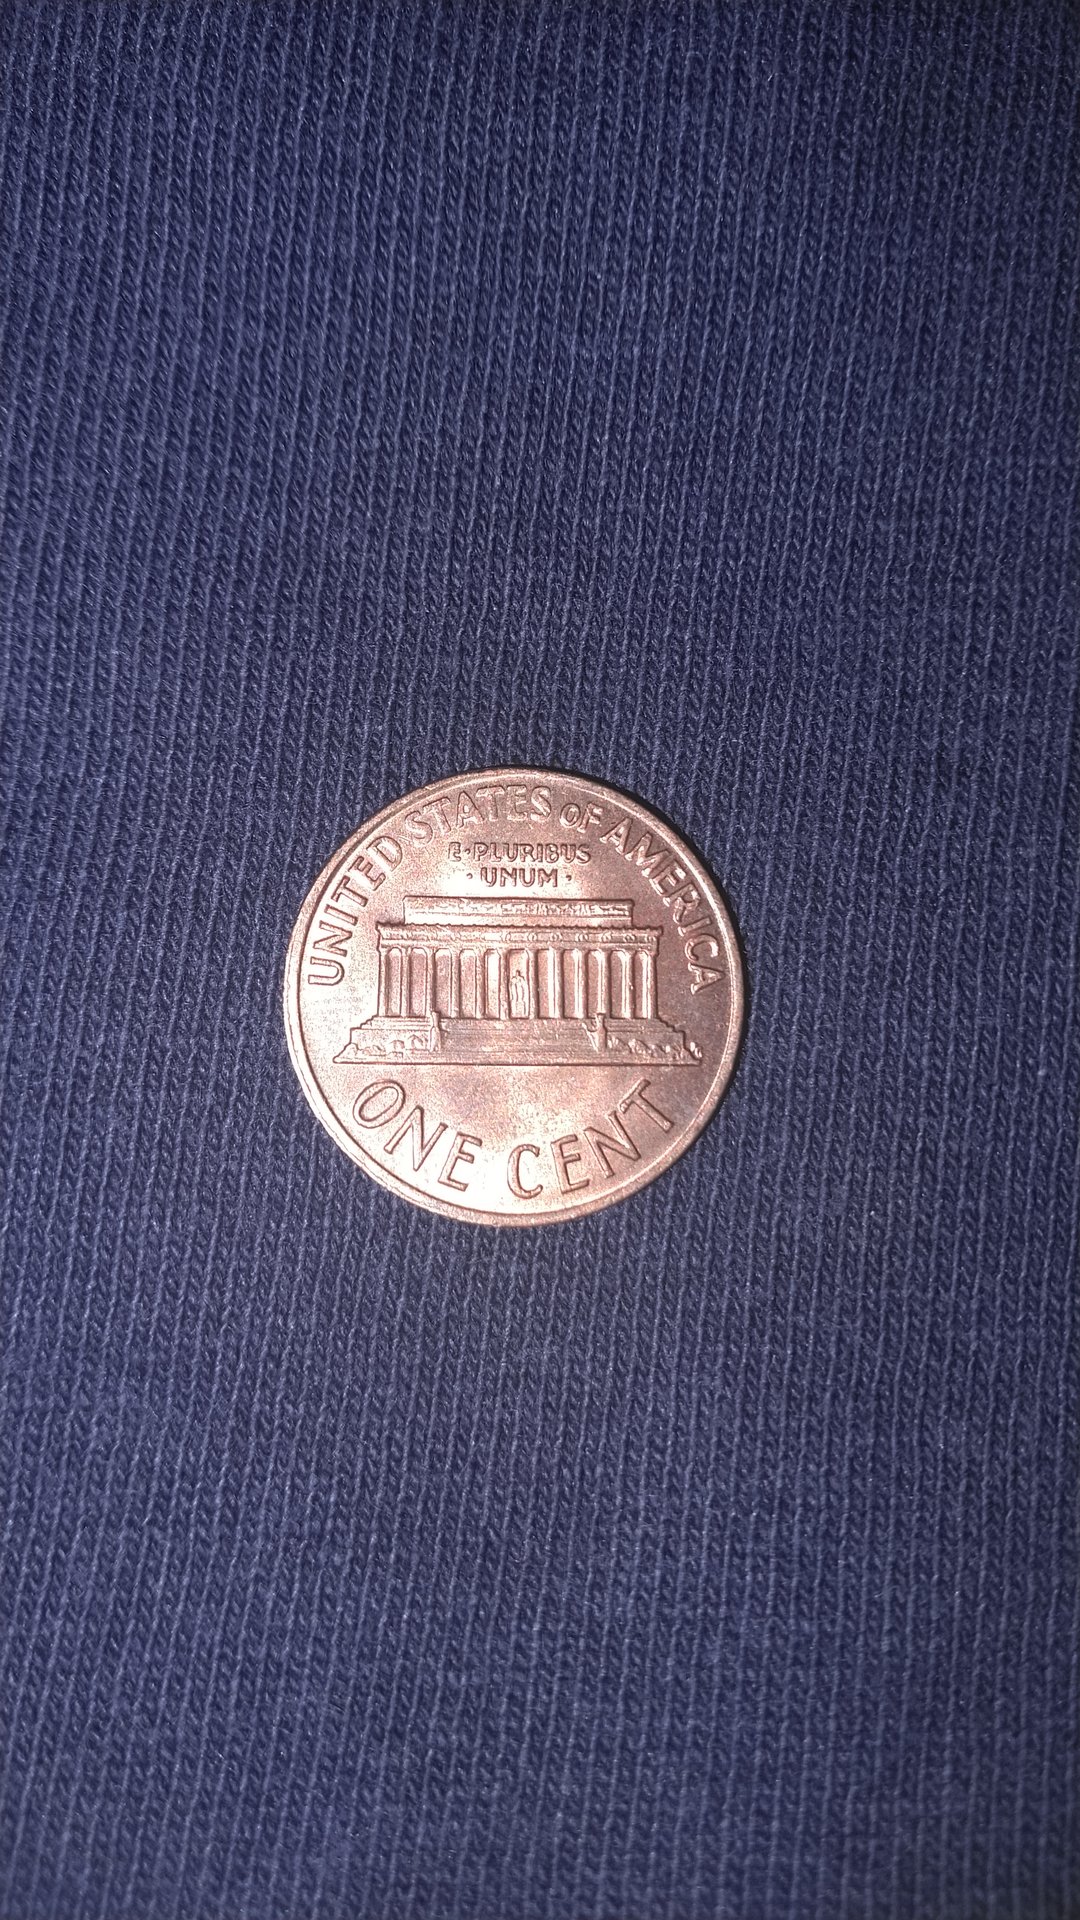 UNITED STATES OF AMERICA
E·PLURIBUS
·UNUM·
ONE CENT